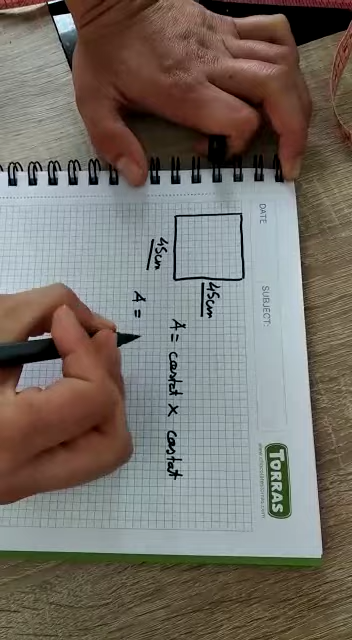 DATE
SUBJECT:
TORRAS
45cm
45cm
A = costat x costat
A =